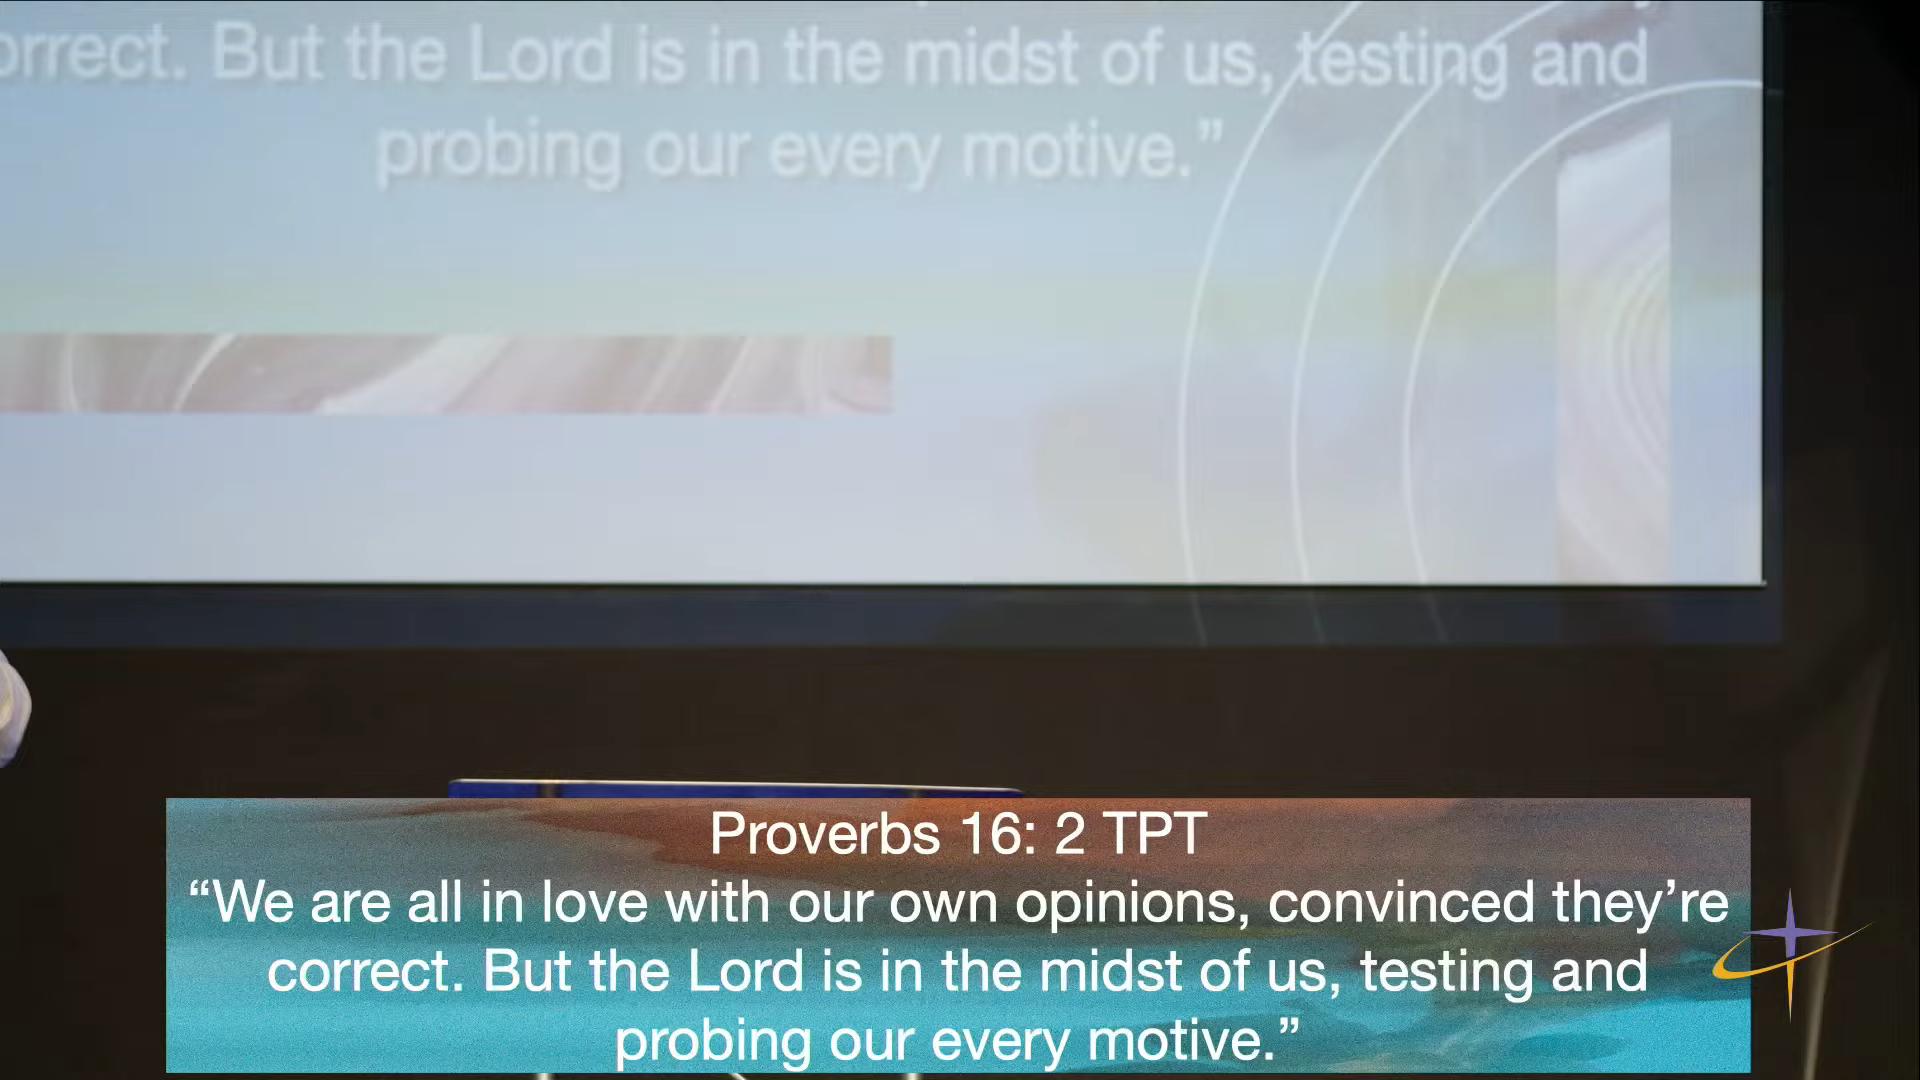 orrect. But the Lord is in the midst of us, testing and
probing our every motive.”
Proverbs 16: 2 TPT
“We are all in love with our own opinions, convinced they’re
correct. But the Lord is in the midst of us, testing and
probing our every motive.”